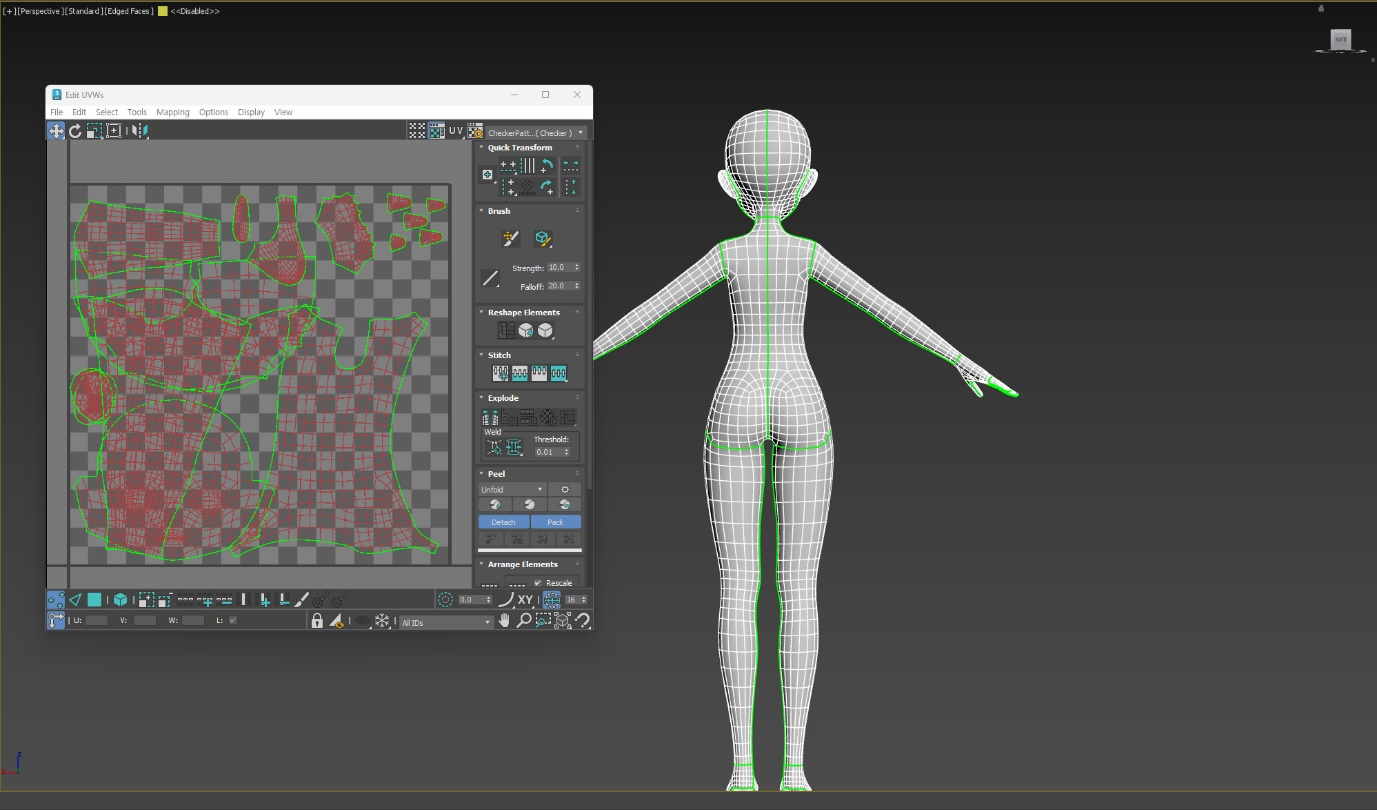 [+][Perspective][Standard][Edged Faces] <<Disabled>>
BACK
Edit UVWs
File Edit Select Tools Mapping Options Display View
UV CheckerPatt...( Checker )
Quick Transform
Brush
Strength: 10.0
Falloff: 20.0
Reshape Elements
Stitch
Explode
Weld
Threshold:
0.01
Peel
Unfold
Detach Pack
Arrange Elements
Rescale
0.0 XY 16
U: V: W: L: All IDs